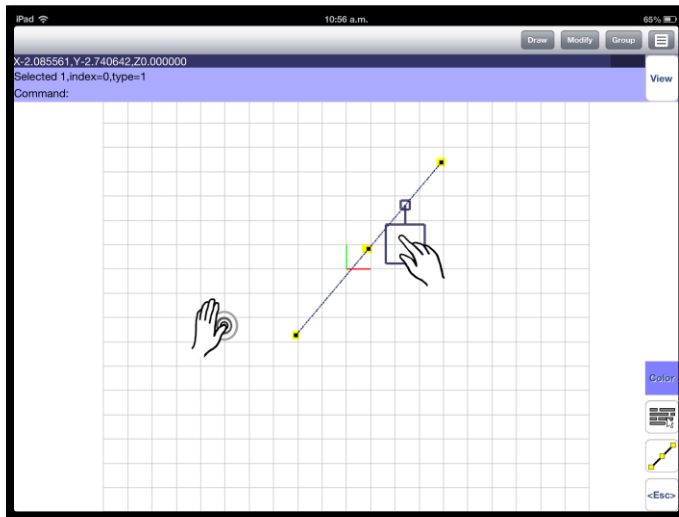 iPad 10:56 a.m. 65%
Draw Modify Group
X-2.085561,Y-2.740642,Z0.000000
Selected 1,index=0,type=1
Command:
View
Color
<Esc>